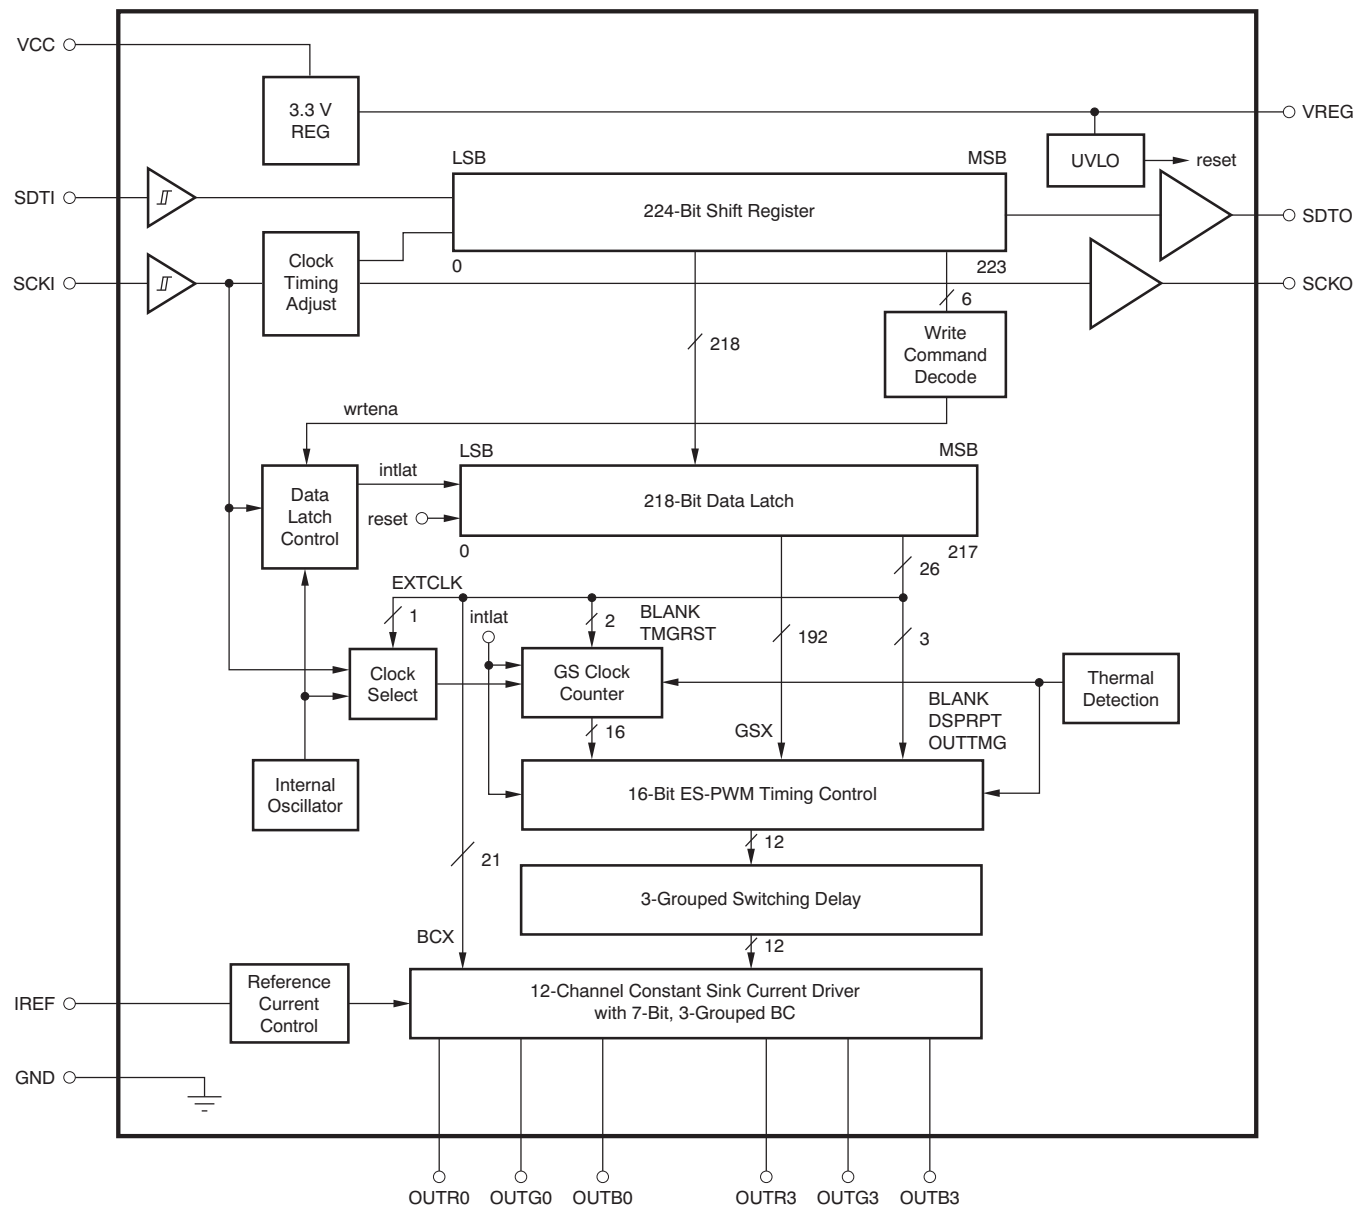 VCC
3.3 V
REG
VREG
UVLO
reset
LSB
MSB
SDTI
224-Bit Shift Register
SDTO
SCKI
Clock
Timing
Adjust
0
223
SCKO
6
218
Write
Command
Decode
wrtena
LSB
MSB
intlat
Data
Latch
Control
218-Bit Data Latch
reset
0
217
26
EXTCLK
1
intlat
2
BLANK
TMGRST
192
3
Clock
Select
GS Clock
Counter
Thermal
Detection
16
GSX
BLANK
DSPRPT
OUTTMG
Internal
Oscillator
16-Bit ES-PWM Timing Control
12
21
3-Grouped Switching Delay
BCX
12
IREF
Reference
Current
Control
12-Channel Constant Sink Current Driver
with 7-Bit, 3-Grouped BC
GND
OUTR0
OUTG0
OUTB0
OUTR3
OUTG3
OUTB3